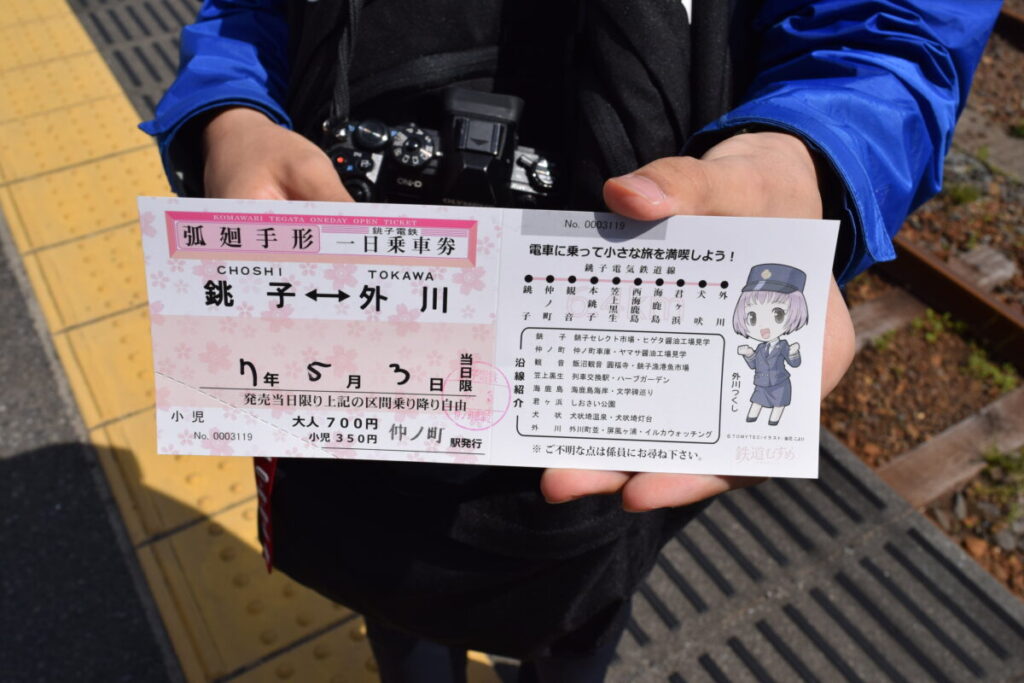 KOMAWARI TEGATA ONEDAY OPEN TICKET
弧廻手形 銚子電鉄 一日乗車券
CHOSHI TOKAWA
銚子↔外川
7年 5月 3日 当日限
発売当日限り上記の区間乗り降り自由
小児 大人 700円
小児 350円
仲ノ町 駅発行
No. 0003119
No. 0003119
電車に乗って小さな旅を満喫しよう!
銚子電気鉄道線
銚子 仲ノ町 観音 本銚子 笠上黒生 西海鹿島 海鹿島 君ヶ浜 犬吠 外川
沿線紹介
銚子 銚子セレクト市場・ヒゲタ醤油工場見学
仲ノ町 仲ノ町車庫・ヤマサ醤油工場見学
観音 飯沼観音 圓福寺・銚子漁港魚市場
笠上黒生 列車交換駅・ハーブガーデン
海鹿島 海鹿島海岸・文学碑巡り
君ヶ浜 しおさい公園
犬吠 犬吠埼温泉・犬吠埼灯台
外川 外川町並・屏風ヶ浦・イルカウォッチング
※ご不明な点は係員にお尋ね下さい。
外川つくし
鉄道むすめ
OM-D
OLYMPUS